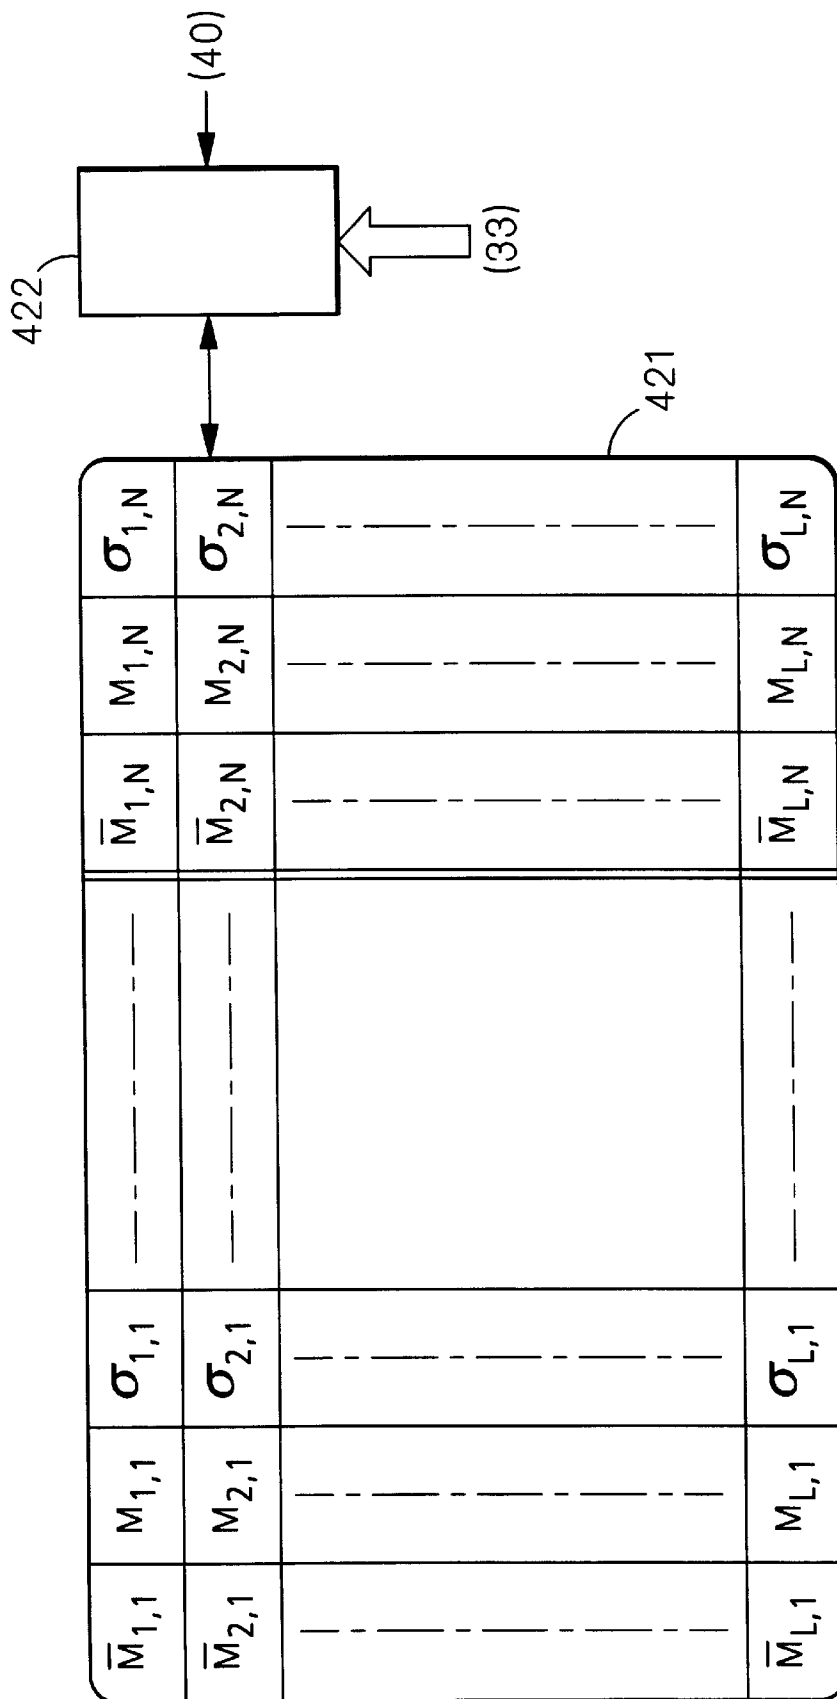 422
(40)
(33)
421
M̄1,1 M1,1 σ1,1 M̄1,N M1,N σ1,N
M̄2,1 M2,1 σ2,1 M̄2,N M2,N σ2,N
M̄L,1 ML,1 σL,1 M̄L,N ML,N σL,N